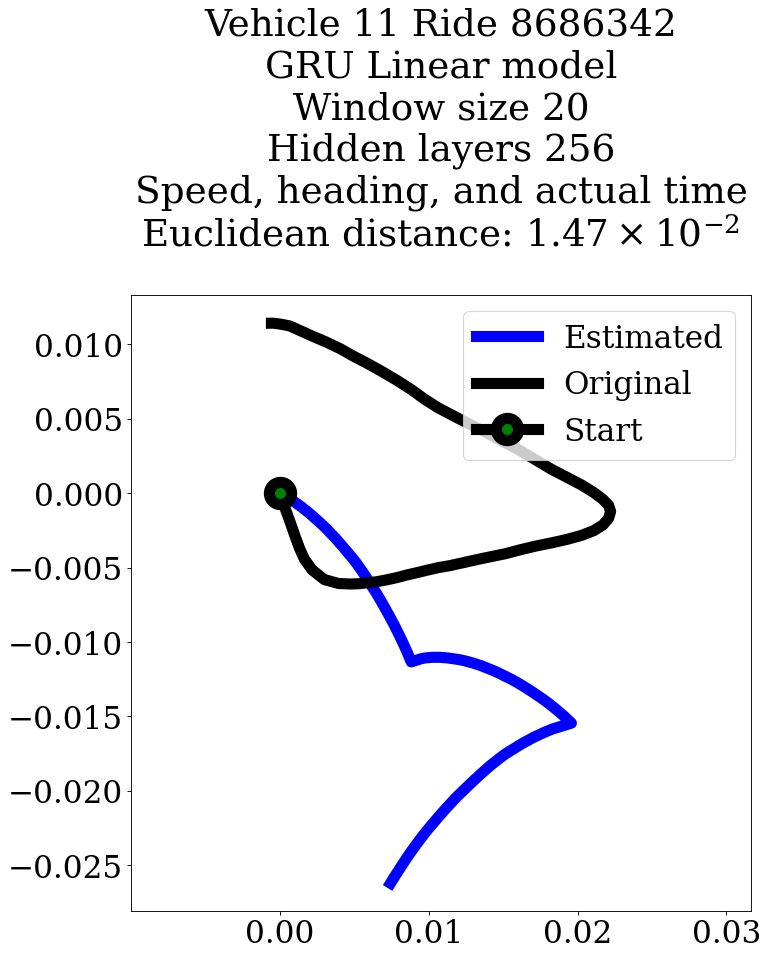 Vehicle 11 Ride 8686342
GRU Linear model
Window size 20
Hidden layers 256
Speed, heading, and actual time
Euclidean distance: 1.47 × 10⁻²
Estimated
Original
Start
0.010
0.005
0.000
−0.005
−0.010
−0.015
−0.020
−0.025
0.00 0.01 0.02 0.03